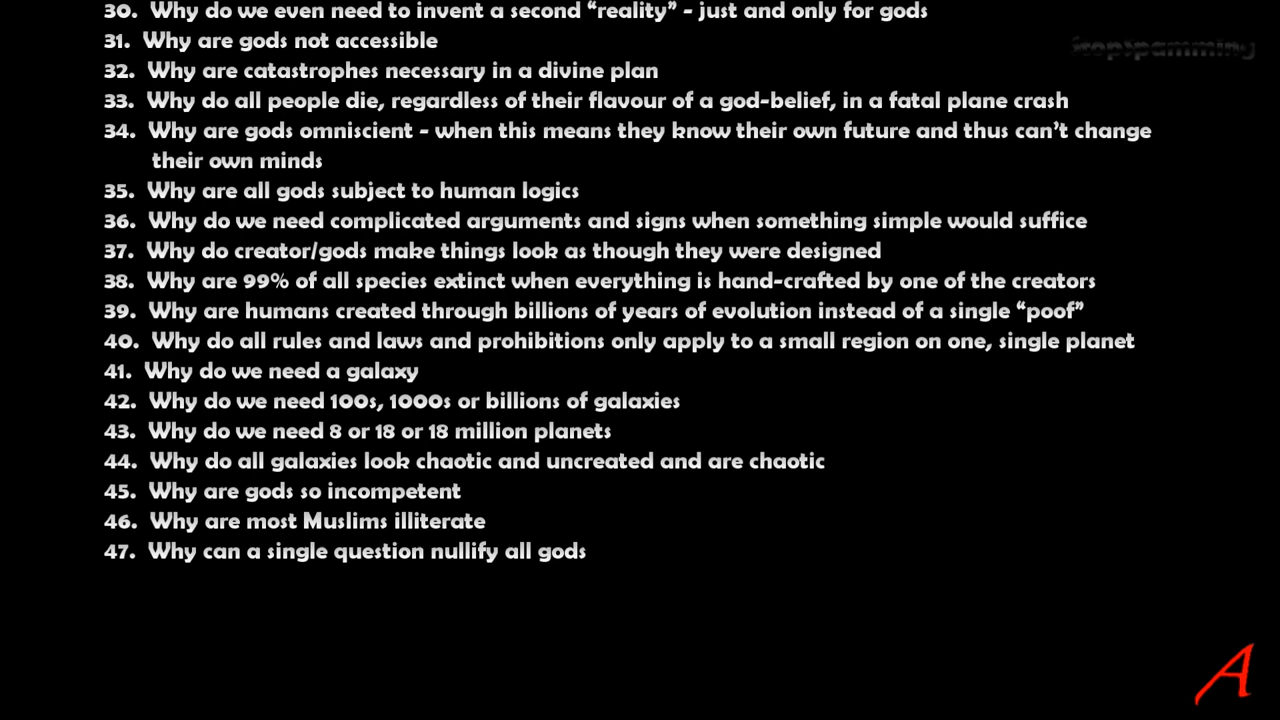 30. Why do we even need to invent a second “reality” - just and only for gods
31. Why are gods not accessible
32. Why are catastrophes necessary in a divine plan
33. Why do all people die, regardless of their flavour of a god-belief, in a fatal plane crash
34. Why are gods omniscient - when this means they know their own future and thus can’t change
their own minds
35. Why are all gods subject to human logics
36. Why do we need complicated arguments and signs when something simple would suffice
37. Why do creator/gods make things look as though they were designed
38. Why are 99% of all species extinct when everything is hand-crafted by one of the creators
39. Why are humans created through billions of years of evolution instead of a single “poof”
40. Why do all rules and laws and prohibitions only apply to a small region on one, single planet
41. Why do we need a galaxy
42. Why do we need 100s, 1000s or billions of galaxies
43. Why do we need 8 or 18 or 18 million planets
44. Why do all galaxies look chaotic and uncreated and are chaotic
45. Why are gods so incompetent
46. Why are most Muslims illiterate
47. Why can a single question nullify all gods
A